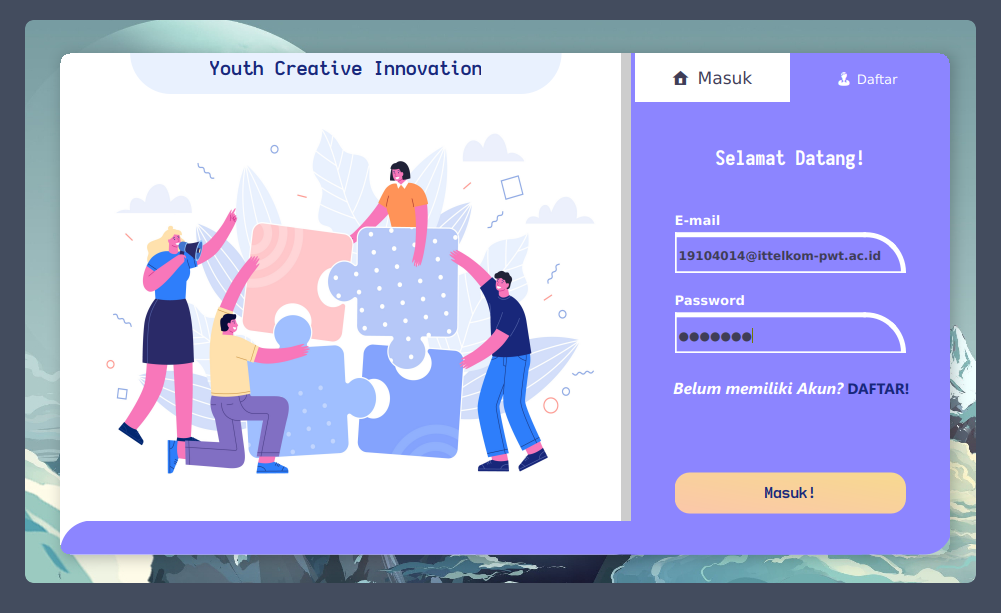 Youth Creative Innovation
Masuk
Daftar
Selamat Datang!
E-mail
19104014@ittelkom-pwt.ac.id
Password
●●●●●●●
Belum memiliki Akun? DAFTAR!
Masuk!